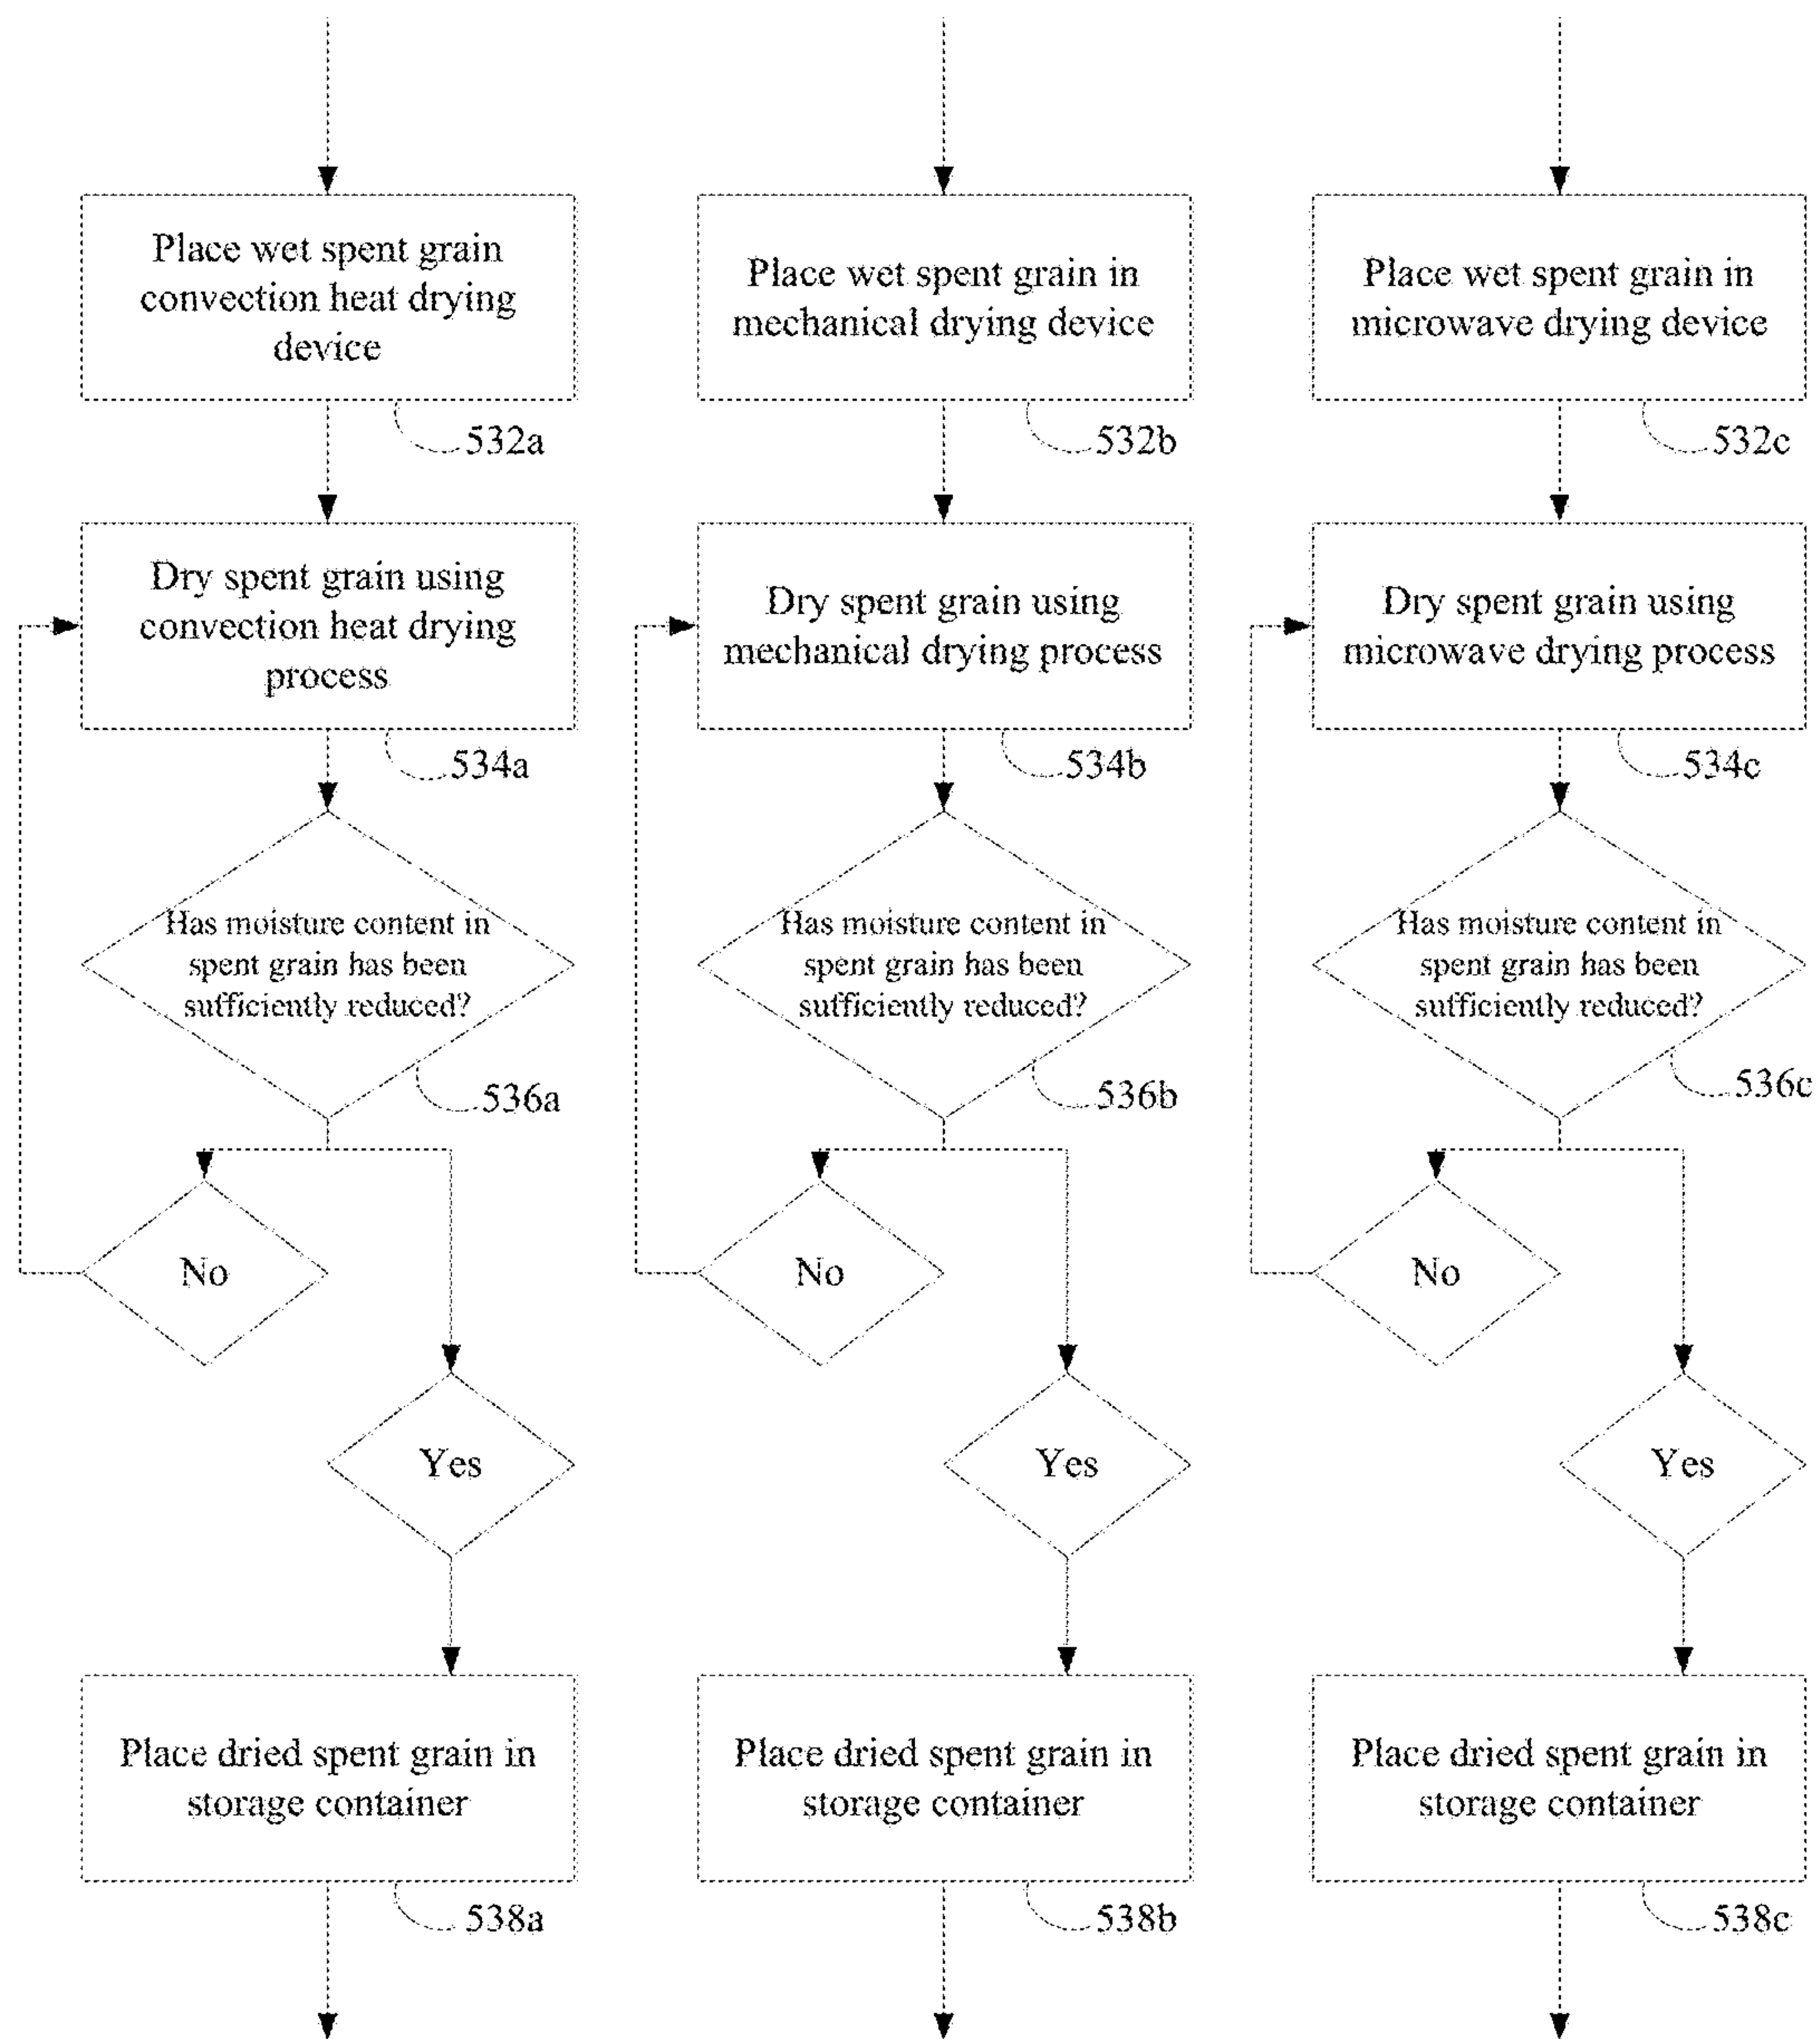 Place wet spent grain
convection heat drying
device
532a
Dry spent grain using
convection heat drying
process
534a
Has moisture content in
spent grain has been
sufficiently reduced?
536a
No
Yes
Place dried spent grain in
storage container
538a
Place wet spent grain in
mechanical drying device
532b
Dry spent grain using
mechanical drying process
534b
Has moisture content in
spent grain has been
sufficiently reduced?
536b
No
Yes
Place dried spent grain in
storage container
538b
Place wet spent grain in
microwave drying device
532c
Dry spent grain using
microwave drying process
534c
Has moisture content in
spent grain has been
sufficiently reduced?
536c
No
Yes
Place dried spent grain in
storage container
538c